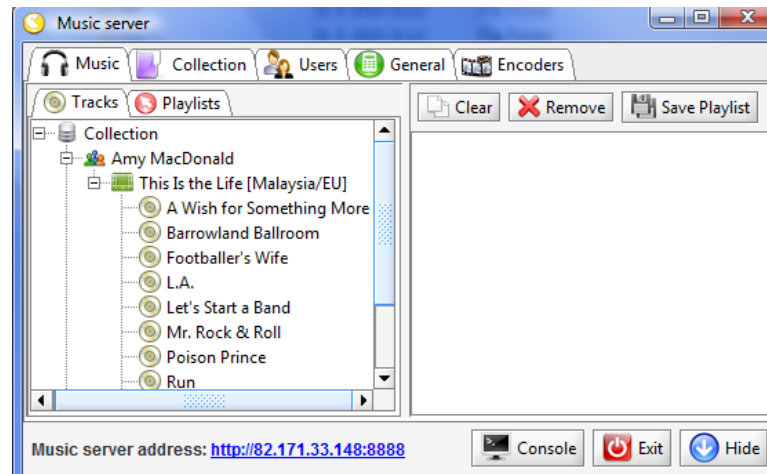 Music server
Music Collection Users General Encoders
Tracks Playlists
Clear Remove Save Playlist
Collection
Amy MacDonald
This Is the Life [Malaysia/EU]
A Wish for Something More
Barrowland Ballroom
Footballer's Wife
L.A.
Let's Start a Band
Mr. Rock & Roll
Poison Prince
Run
Music server address: http://82.171.33.148:8888
Console Exit Hide